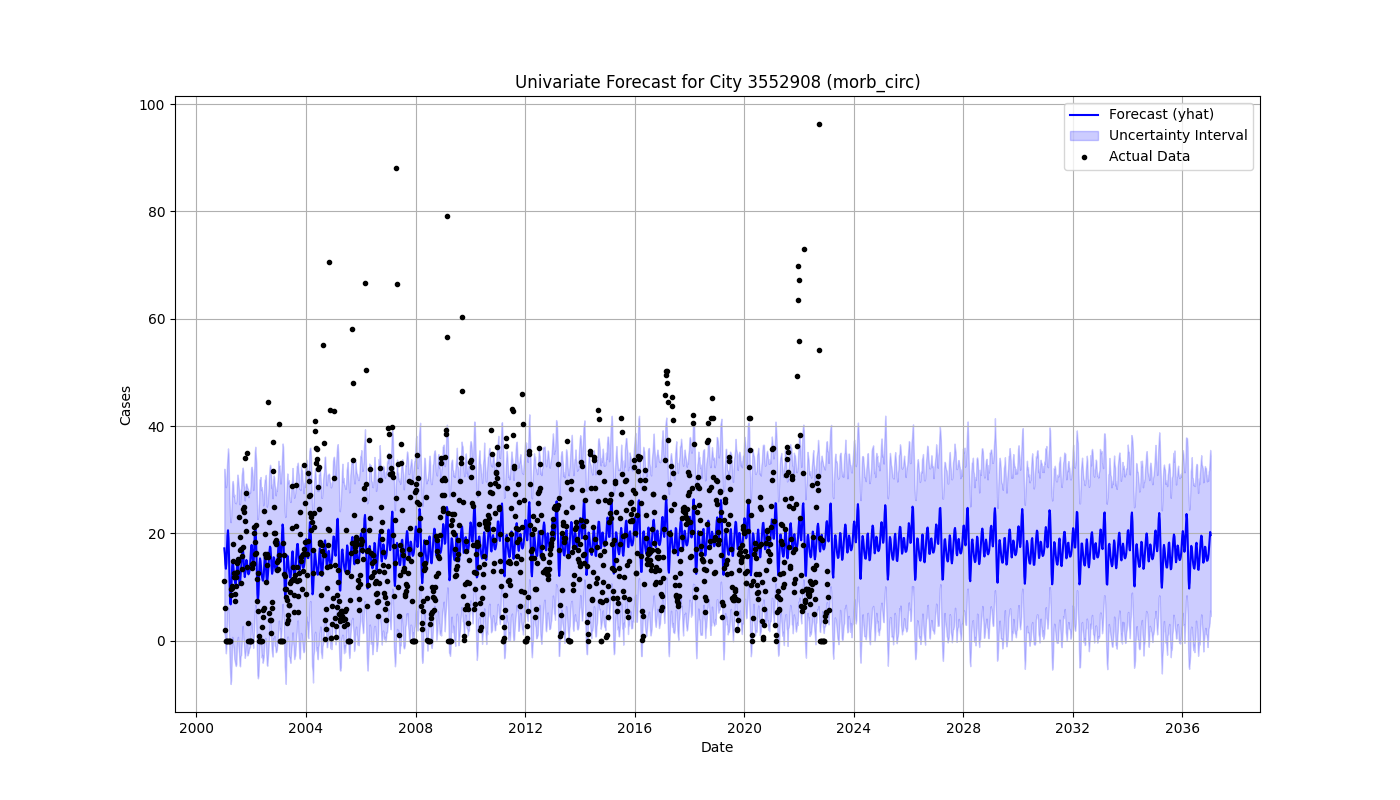 Univariate Forecast for City 3552908 (morb_circ)
Forecast (yhat)
Uncertainty Interval
Actual Data
Cases
100
80
60
40
20
0
2000 2004 2008 2012 2016 2020 2024 2028 2032 2036
Date